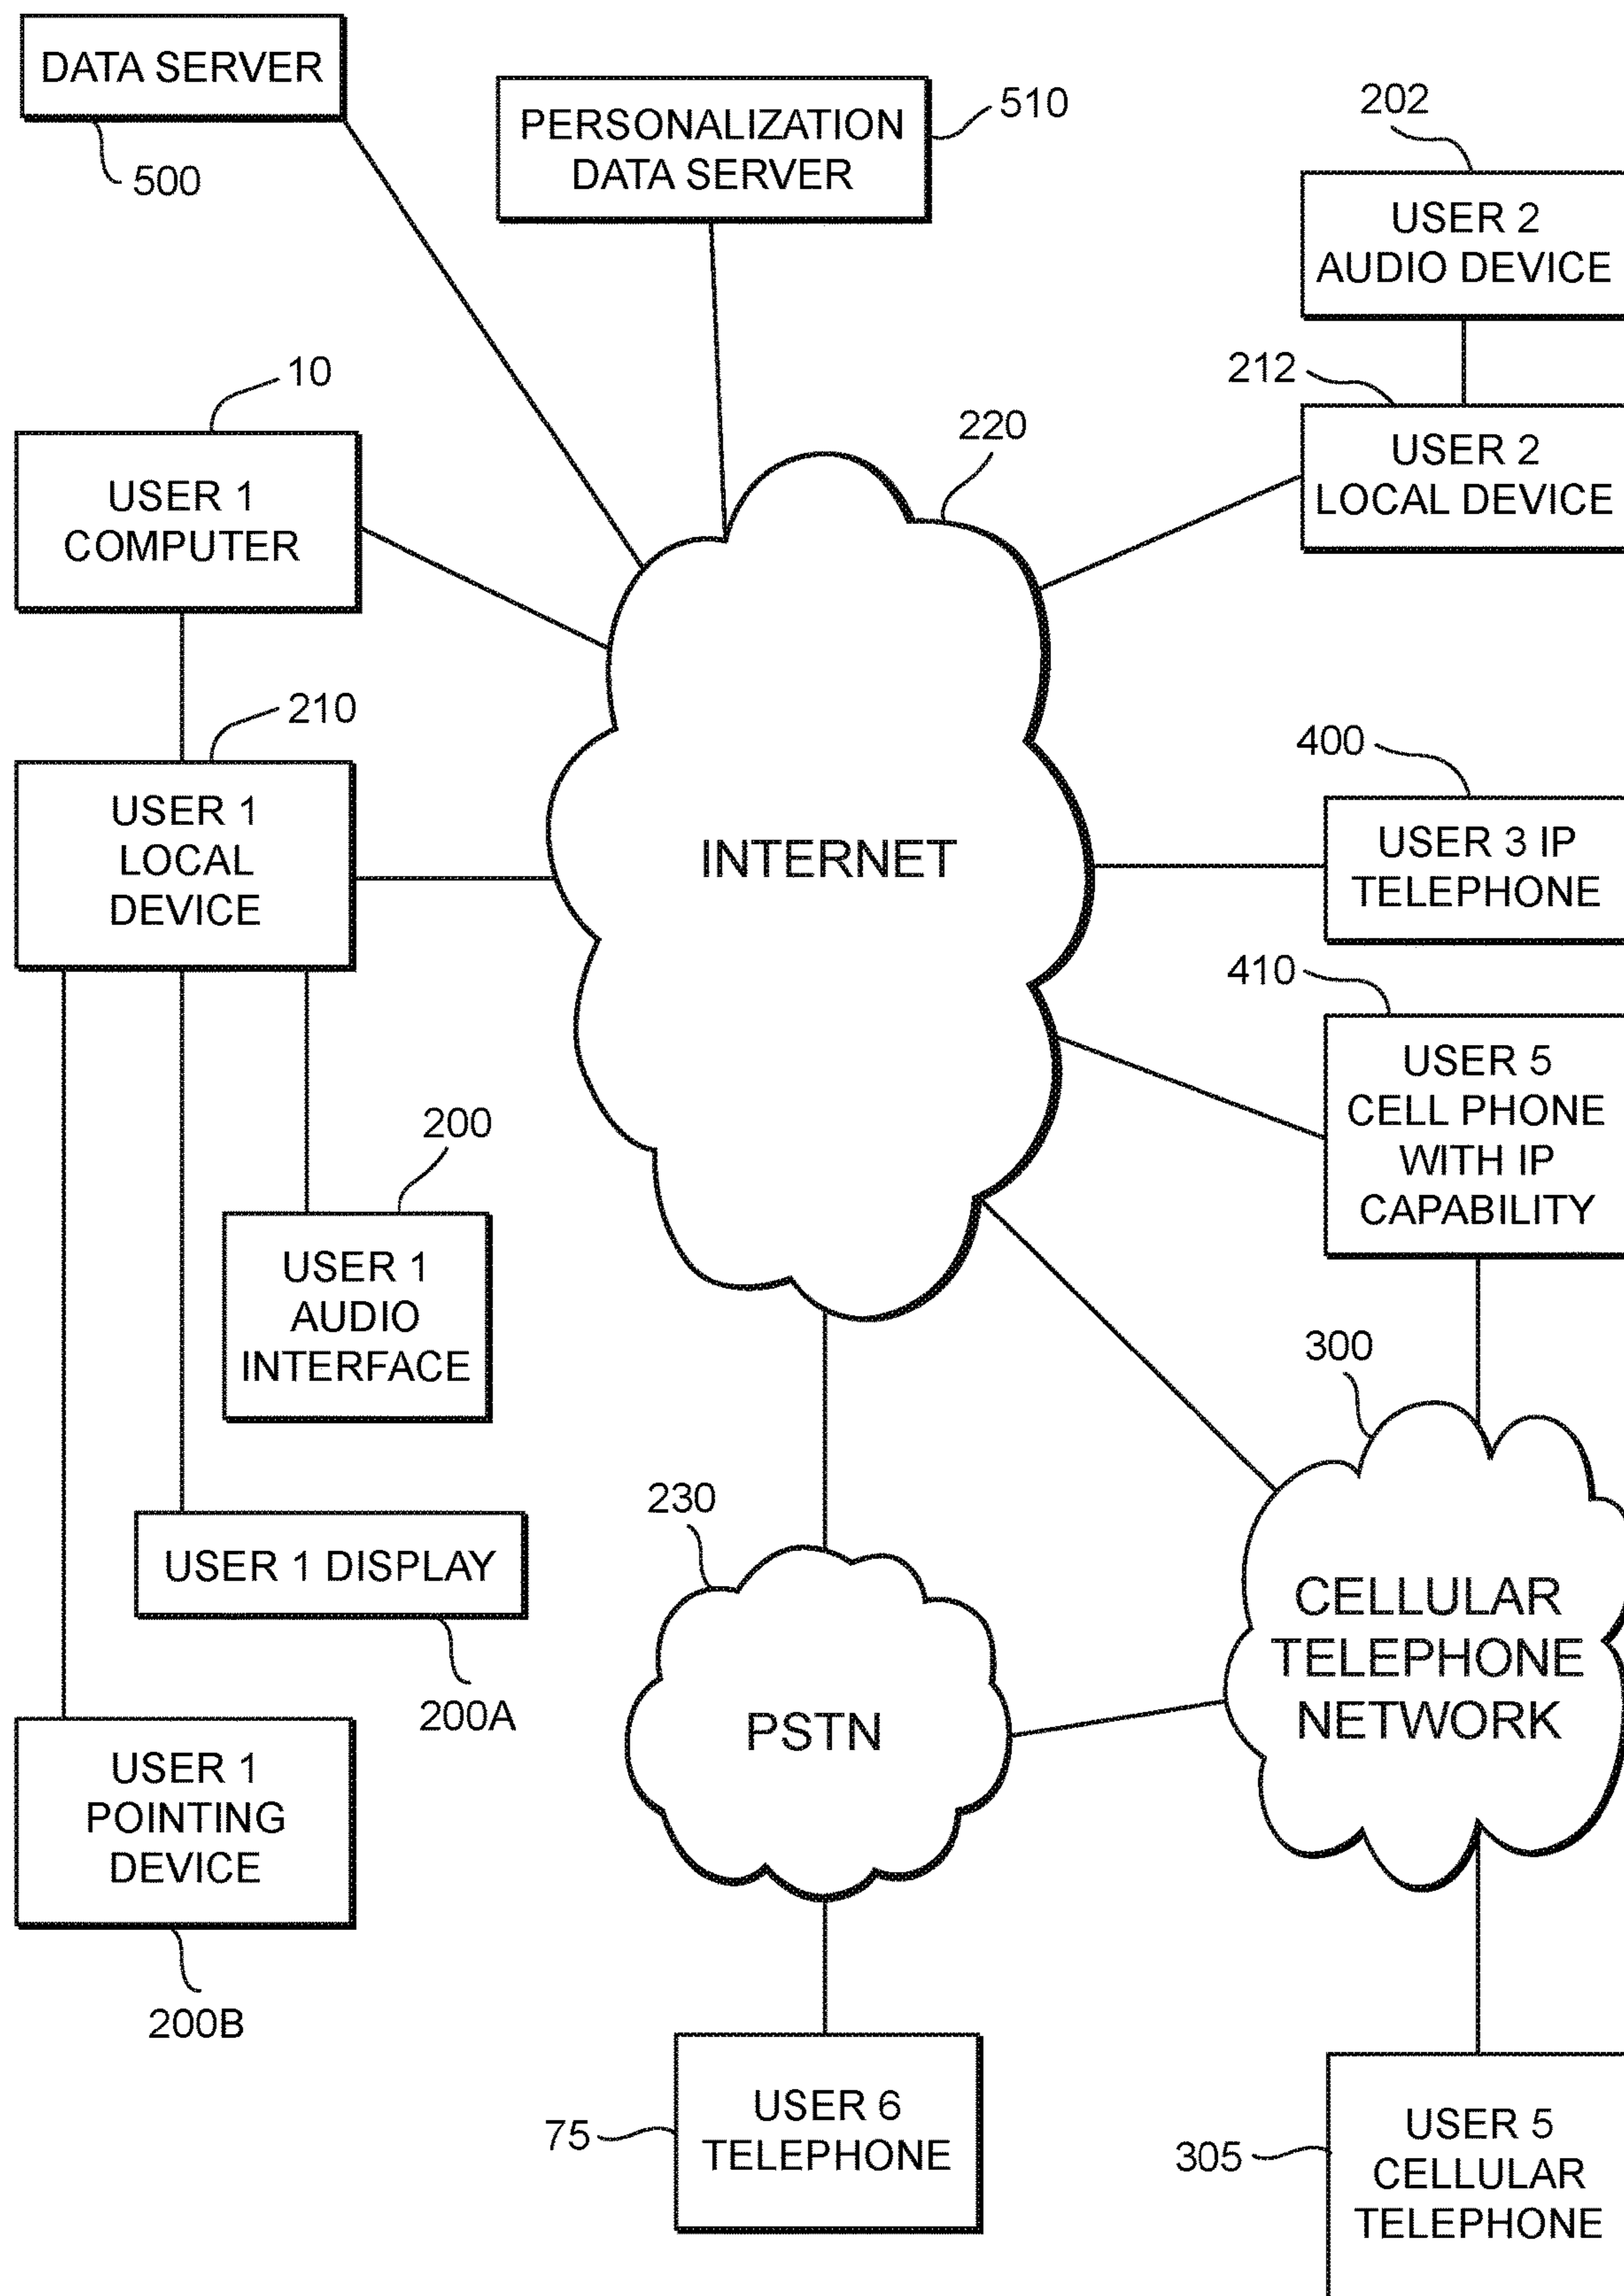 DATA SERVER
500
PERSONALIZATION
DATA SERVER
510
202
USER 2
AUDIO DEVICE
212
USER 2
LOCAL DEVICE
10
USER 1
COMPUTER
220
210
USER 1
LOCAL
DEVICE
INTERNET
400
USER 3 IP
TELEPHONE
410
USER 5
CELL PHONE
WITH IP
CAPABILITY
200
USER 1
AUDIO
INTERFACE
300
230
USER 1 DISPLAY
200A
CELLULAR
TELEPHONE
NETWORK
PSTN
USER 1
POINTING
DEVICE
200B
75
USER 6
TELEPHONE
305
USER 5
CELLULAR
TELEPHONE